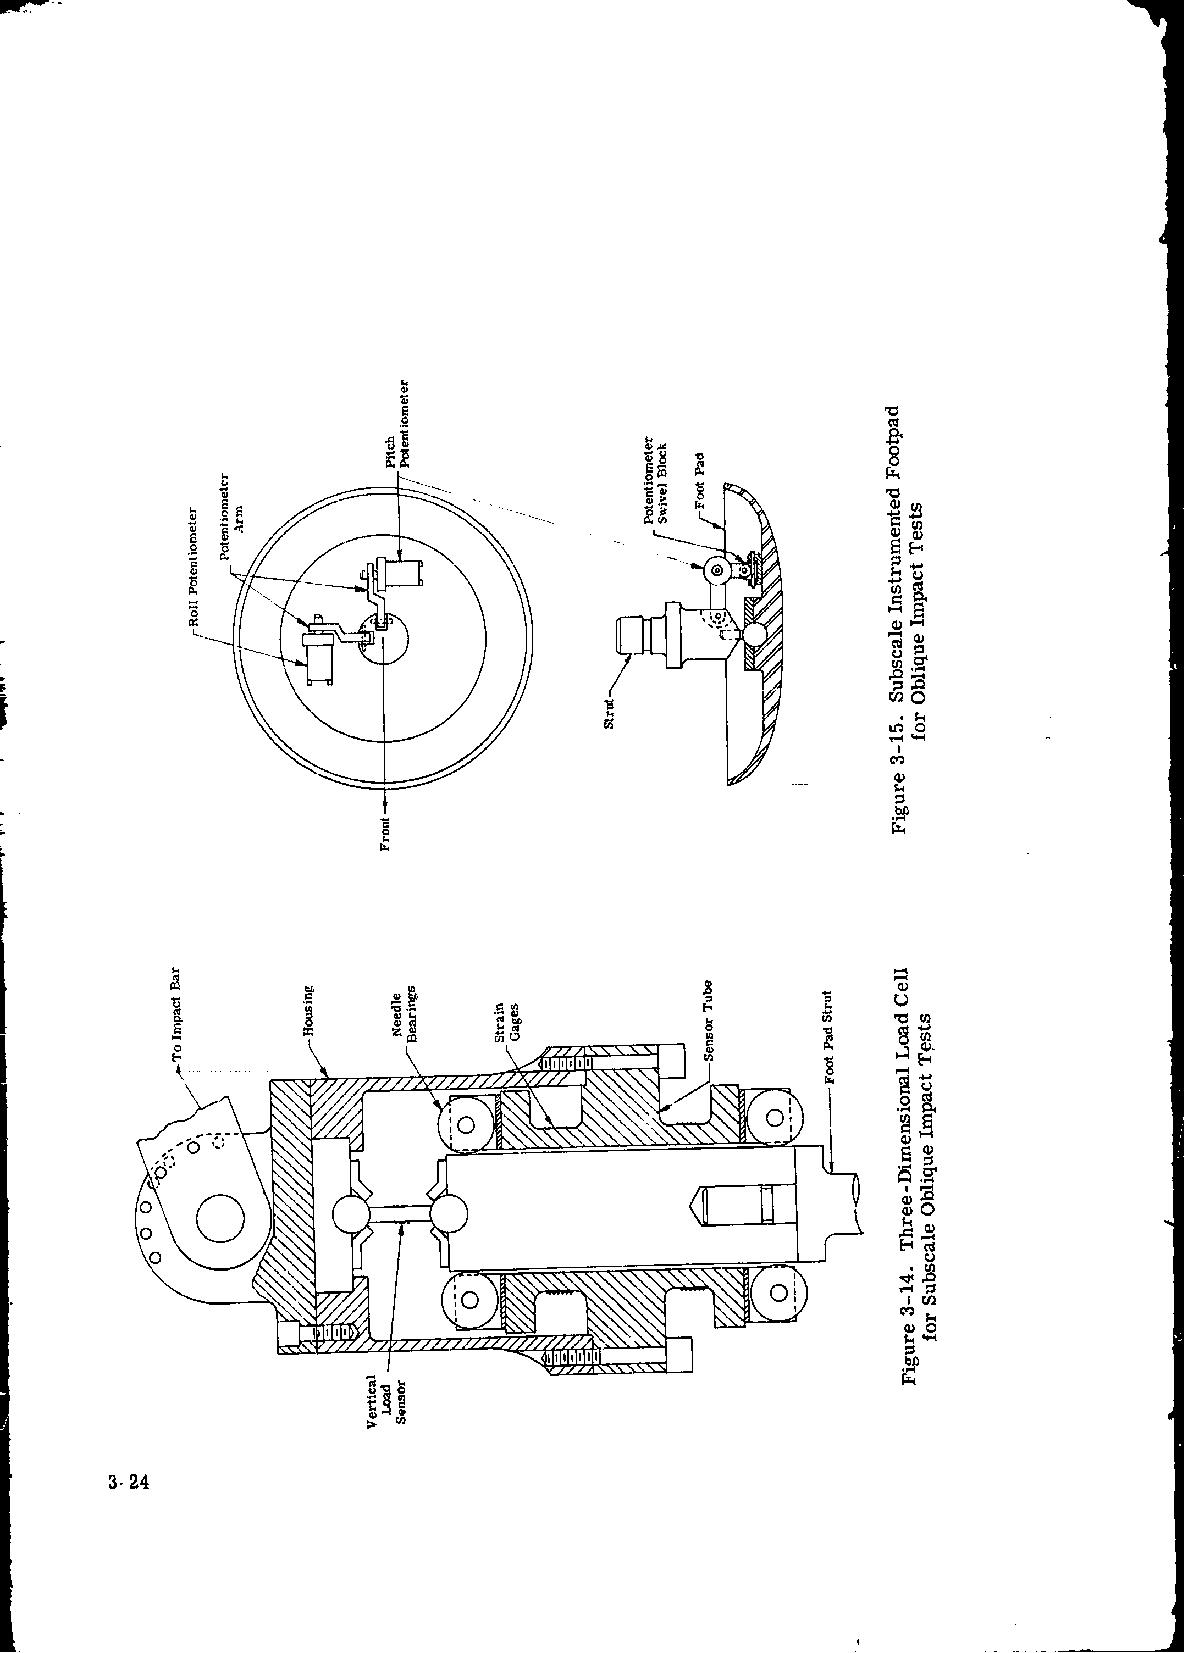 To Impact Bar
Housing
Needle
Bearings
Strain
Gages
Sensor Tube
Foot Pad Strut
Vertical
Load
Sensor
Figure 3-14. Three-Dimensional Load Cell
for Subscale Oblique Impact Tests
Roll Potentiometer
Potentiometer
Arm
Pitch
Potentiometer
Front
Potentiometer
Swivel Block
Foot Pad
Strut
Figure 3-15. Subscale Instrumented Footpad
for Oblique Impact Tests
3-24